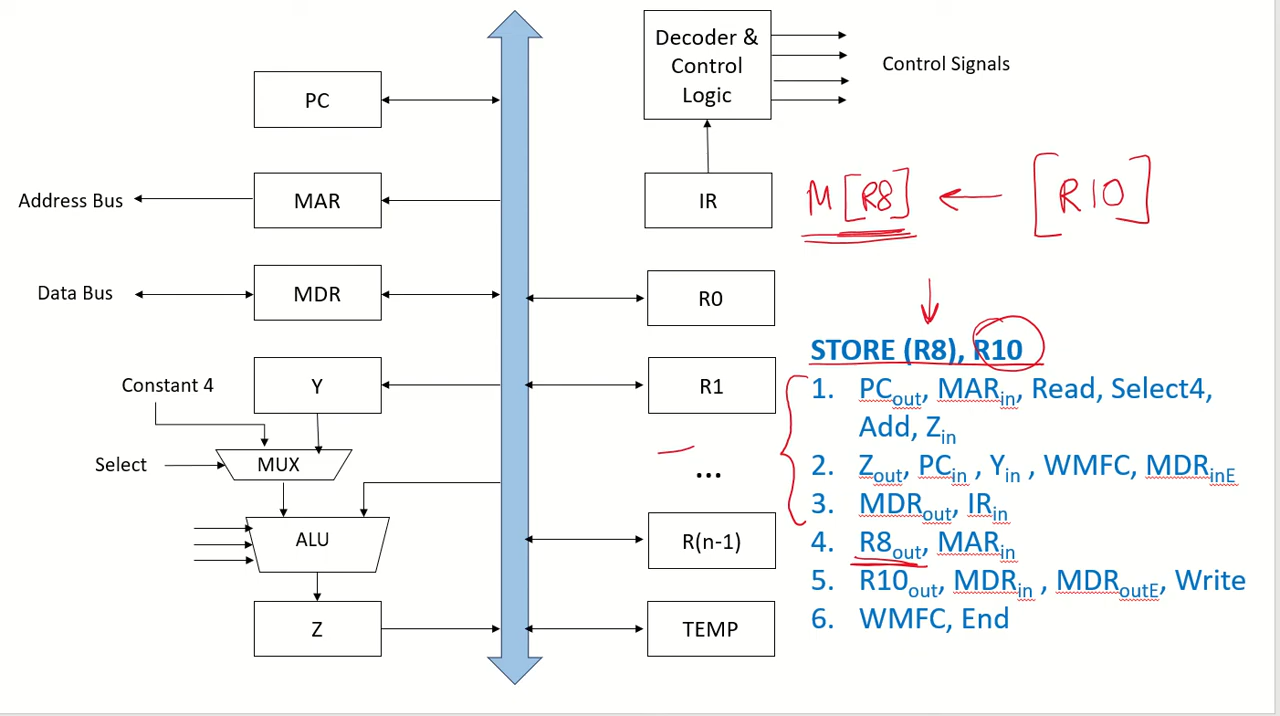 Decoder &
Control
Logic
Control Signals
PC
Address Bus
MAR
IR
M [R8] ← [R10]
Data Bus
MDR
R0
Constant 4
Y
R1
Select
MUX
...
ALU
R(n-1)
Z
TEMP
STORE (R8), R10
1. PCout, MARin, Read, Select4,
Add, Zin
2. Zout, PCin , Yin , WMFC, MDRinE
3. MDRout, IRin
4. R8out, MARin
5. R10out, MDRin , MDRoutE, Write
6. WMFC, End